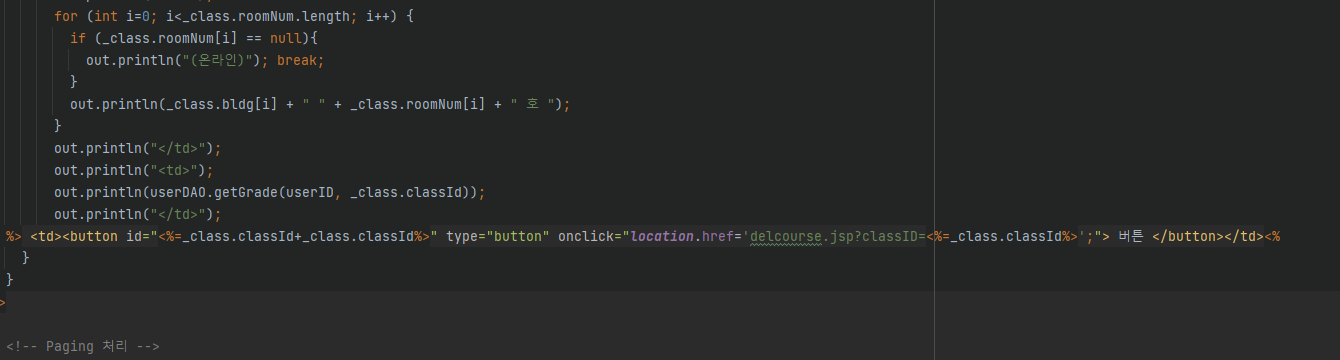 for (int i=0; i<_class.roomNum.length; i++) {
if (_class.roomNum[i] == null){
out.println("(온라인)"); break;
}
out.println(_class.bldg[i] + " " + _class.roomNum[i] + " 호 ");
}
out.println("</td>");
out.println("<td>");
out.println(userDAO.getGrade(userID, _class.classId));
out.println("</td>");
%> <td><button id="<%=_class.classId+_class.classId%>" type="button" onclick="location.href='delcourse.jsp?classID=<%=_class.classId%>';"> 버튼 </button></td><%
}
}
>
<!-- Paging 처리 -->